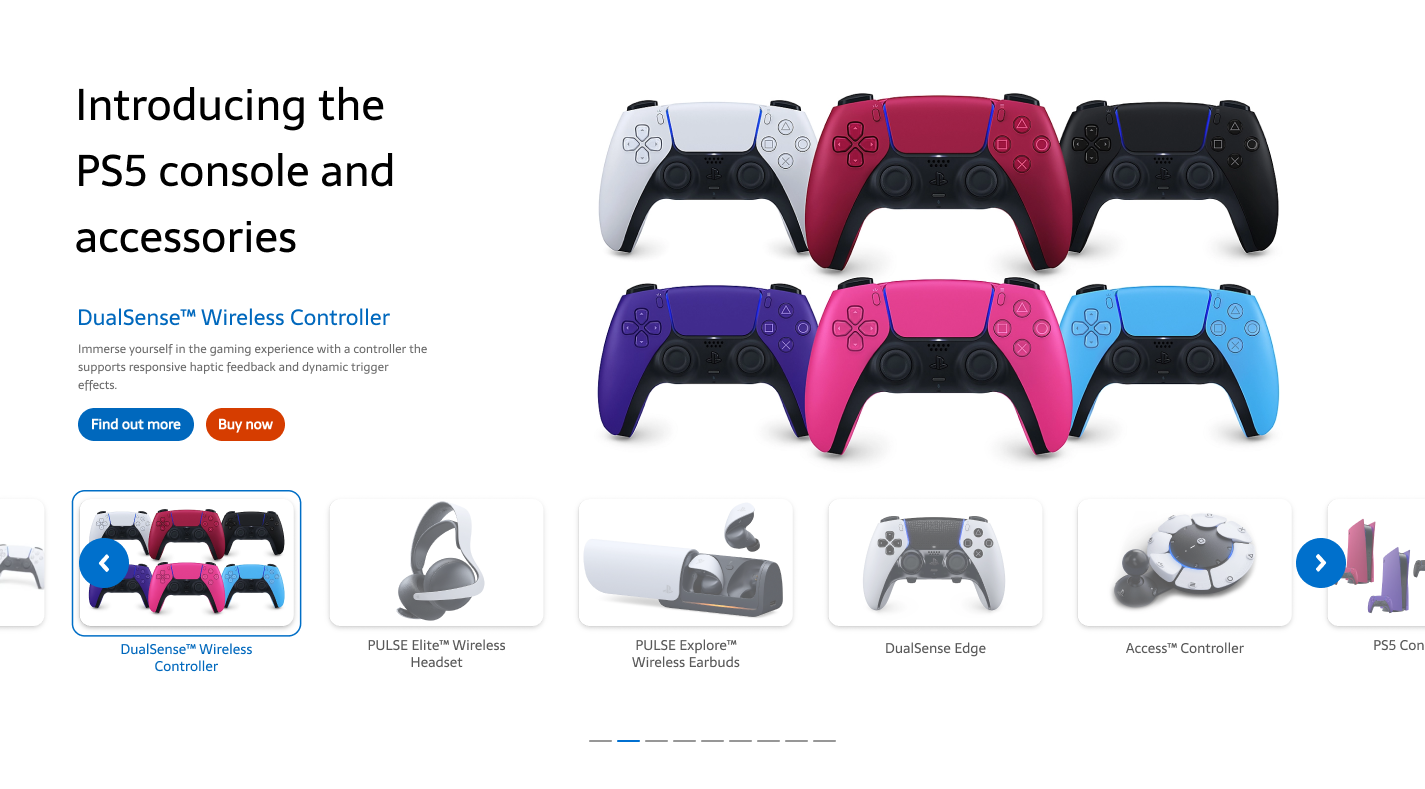 Introducing the
PS5 console and
accessories
DualSense™ Wireless Controller
Immerse yourself in the gaming experience with a controller the
supports responsive haptic feedback and dynamic trigger
effects.
Find out more
Buy now
DualSense™ Wireless
Controller
PULSE Elite™ Wireless
Headset
PULSE Explore™
Wireless Earbuds
DualSense Edge
Access™ Controller
PS5 Con